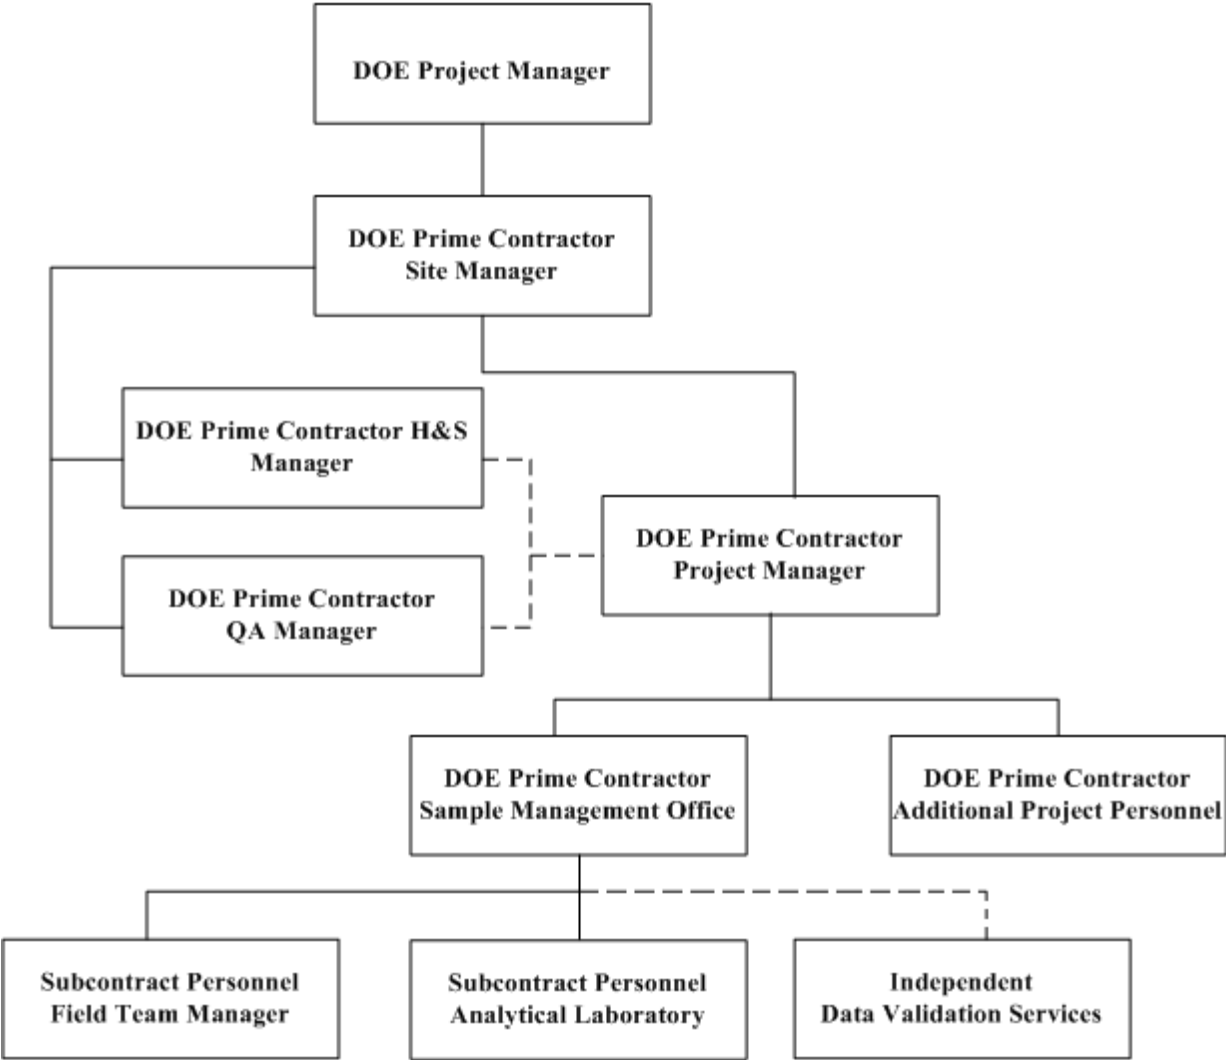 DOE Project Manager
DOE Prime Contractor
Site Manager
DOE Prime Contractor H&S
Manager
DOE Prime Contractor
QA Manager
DOE Prime Contractor
Project Manager
DOE Prime Contractor
Sample Management Office
DOE Prime Contractor
Additional Project Personnel
Subcontract Personnel
Field Team Manager
Subcontract Personnel
Analytical Laboratory
Independent
Data Validation Services